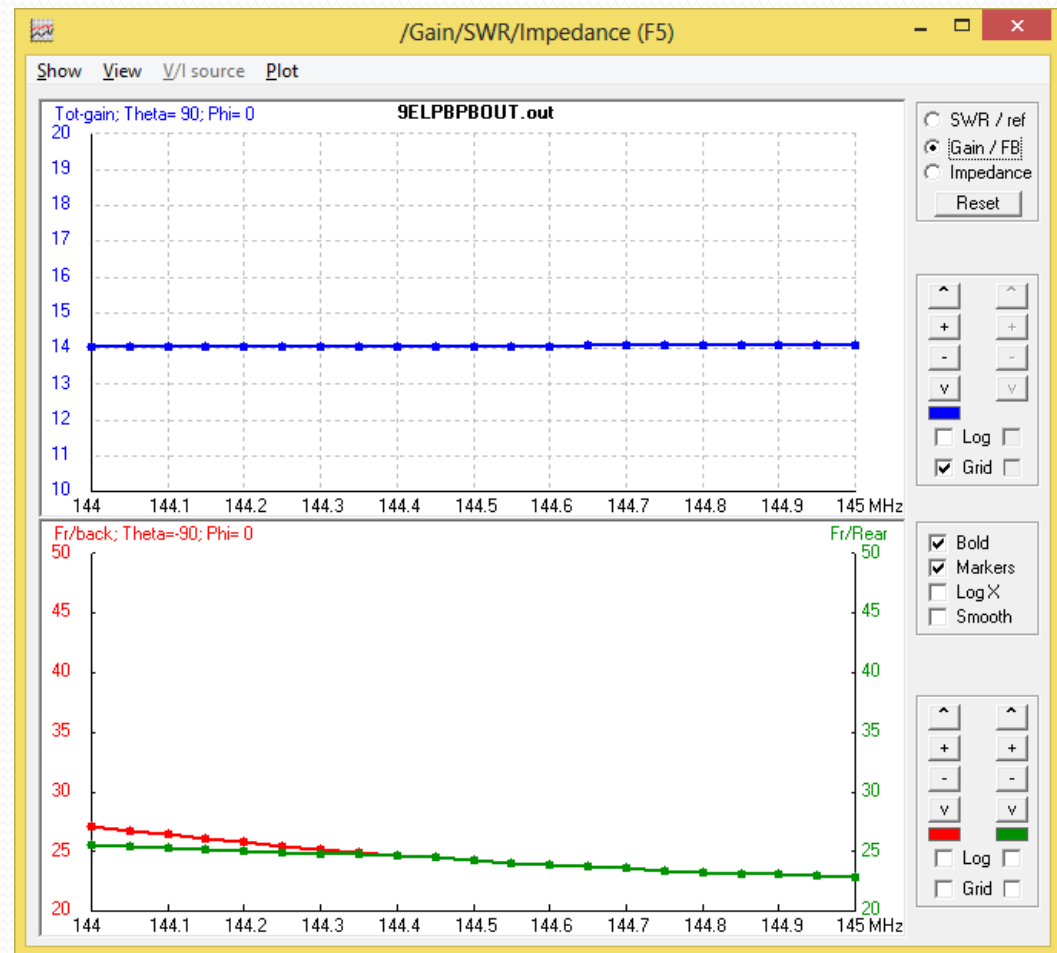 /Gain/SWR/Impedance (F5)
Show View V/I source Plot
Tot-gain; Theta= 90; Phi= 0
9ELPBPBOUT.out
20
19
18
17
16
15
14
13
12
11
10
144 144.1 144.2 144.3 144.4 144.5 144.6 144.7 144.8 144.9 145 MHz
Fr/back; Theta=-90; Phi= 0 Fr/Rear
50 50
45 45
40 40
35 35
30 30
25 25
20 20
144 144.1 144.2 144.3 144.4 144.5 144.6 144.7 144.8 144.9 145 MHz
SWR / ref
Gain / FB
Impedance
Reset
^ ^
+ +
- -
v v
Log
Grid
Bold
Markers
Log X
Smooth
^ ^
+ +
- -
v v
Log
Grid